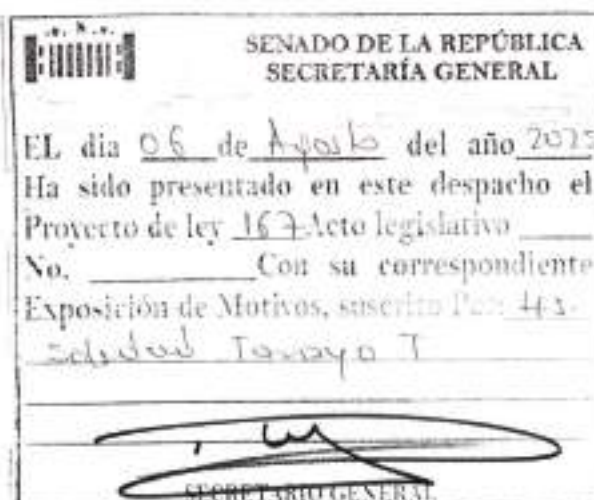 SENADO DE LA REPÚBLICA
SECRETARÍA GENERAL
EL dia 06 de Agosto del año 2025
Ha sido presentado en este despacho el
Proyecto de ley 167 Acto legislativo ____
No. ________ Con su correspondiente
Exposición de Motivos, suscrito Por: H.S.
Soledad Tamayo T
SECRETARIO GENERAL